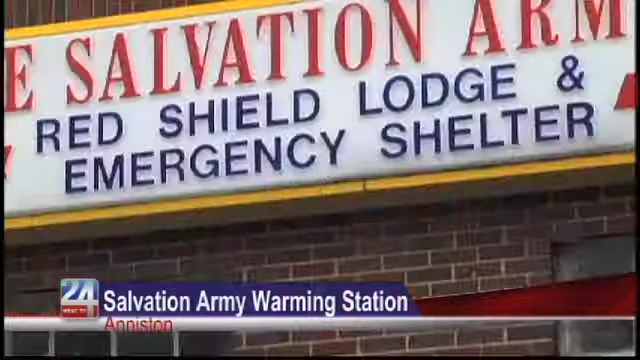 E SALVATION ARM
RED SHIELD LODGE &
EMERGENCY SHELTER
24
Salvation Army Warming Station
Anniston